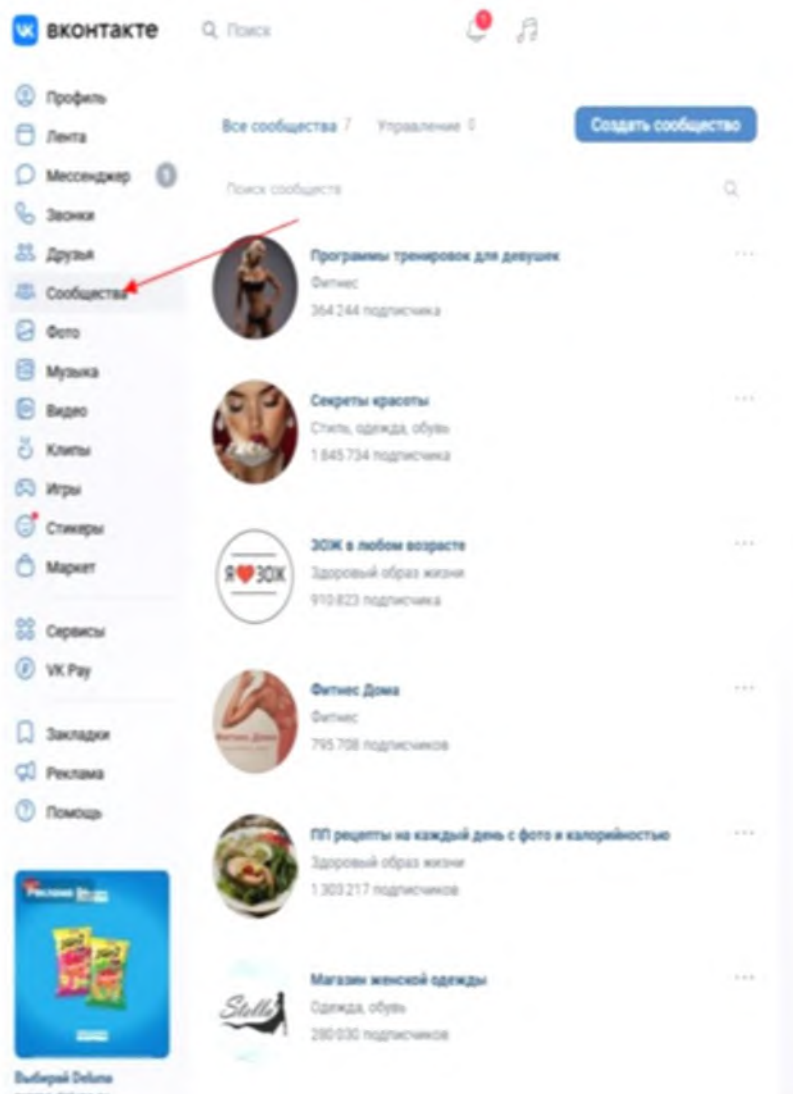 ВКОНТАКТЕ
Поиск
1
Профиль
Лента
Мессенджер 1
Звонки
Друзья
Сообщества
Фото
Музыка
Видео
Клипы
Игры
Стикеры
Маркет
Сервисы
VK Pay
Закладки
Реклама
Помощь
Выбирай Deluna
Все сообщества 7 Управление 0
Создать сообщество
Поиск сообществ
Программы тренировок для девушек
Фитнес
364 244 подписчика
Секреты красоты
Стиль, одежда, обувь
1 845 734 подписчика
Я ЗОЖ
ЗОЖ в любом возрасте
Здоровый образ жизни
910 823 подписчика
Фитнес Дома
Фитнес Дома
Фитнес
795 708 подписчиков
ПП рецепты на каждый день с фото и калорийностью
Здоровый образ жизни
1 303 217 подписчиков
Stella
Магазин женской одежды
Одежда, обувь
280 030 подписчиков